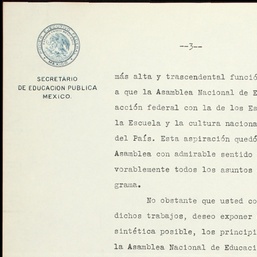 --3--
SECRETARIO
DE EDUCACION PUBLICA
MEXICO.
más alta y trascendental funció
a que la Asamblea Nacional de E
acción federal con la de los Es
la Escuela y la cultura naciona
del País. Esta aspiración quedó
Asamblea con admirable sentido
vorablemente todos los asuntos
grama.
No obstante que usted co
dichos trabajos, deseo exponer
sintética posible, los principi
la Asamblea Nacional de Educaci